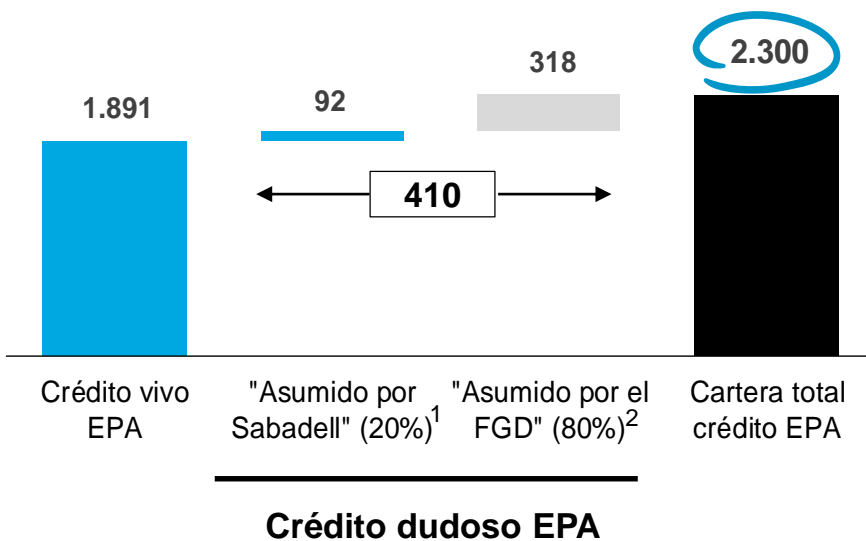 2.300
318
1.891
92
410
Crédito vivo EPA
"Asumido por Sabadell" (20%)1
"Asumido por el FGD" (80%)2
Cartera total crédito EPA
Crédito dudoso EPA